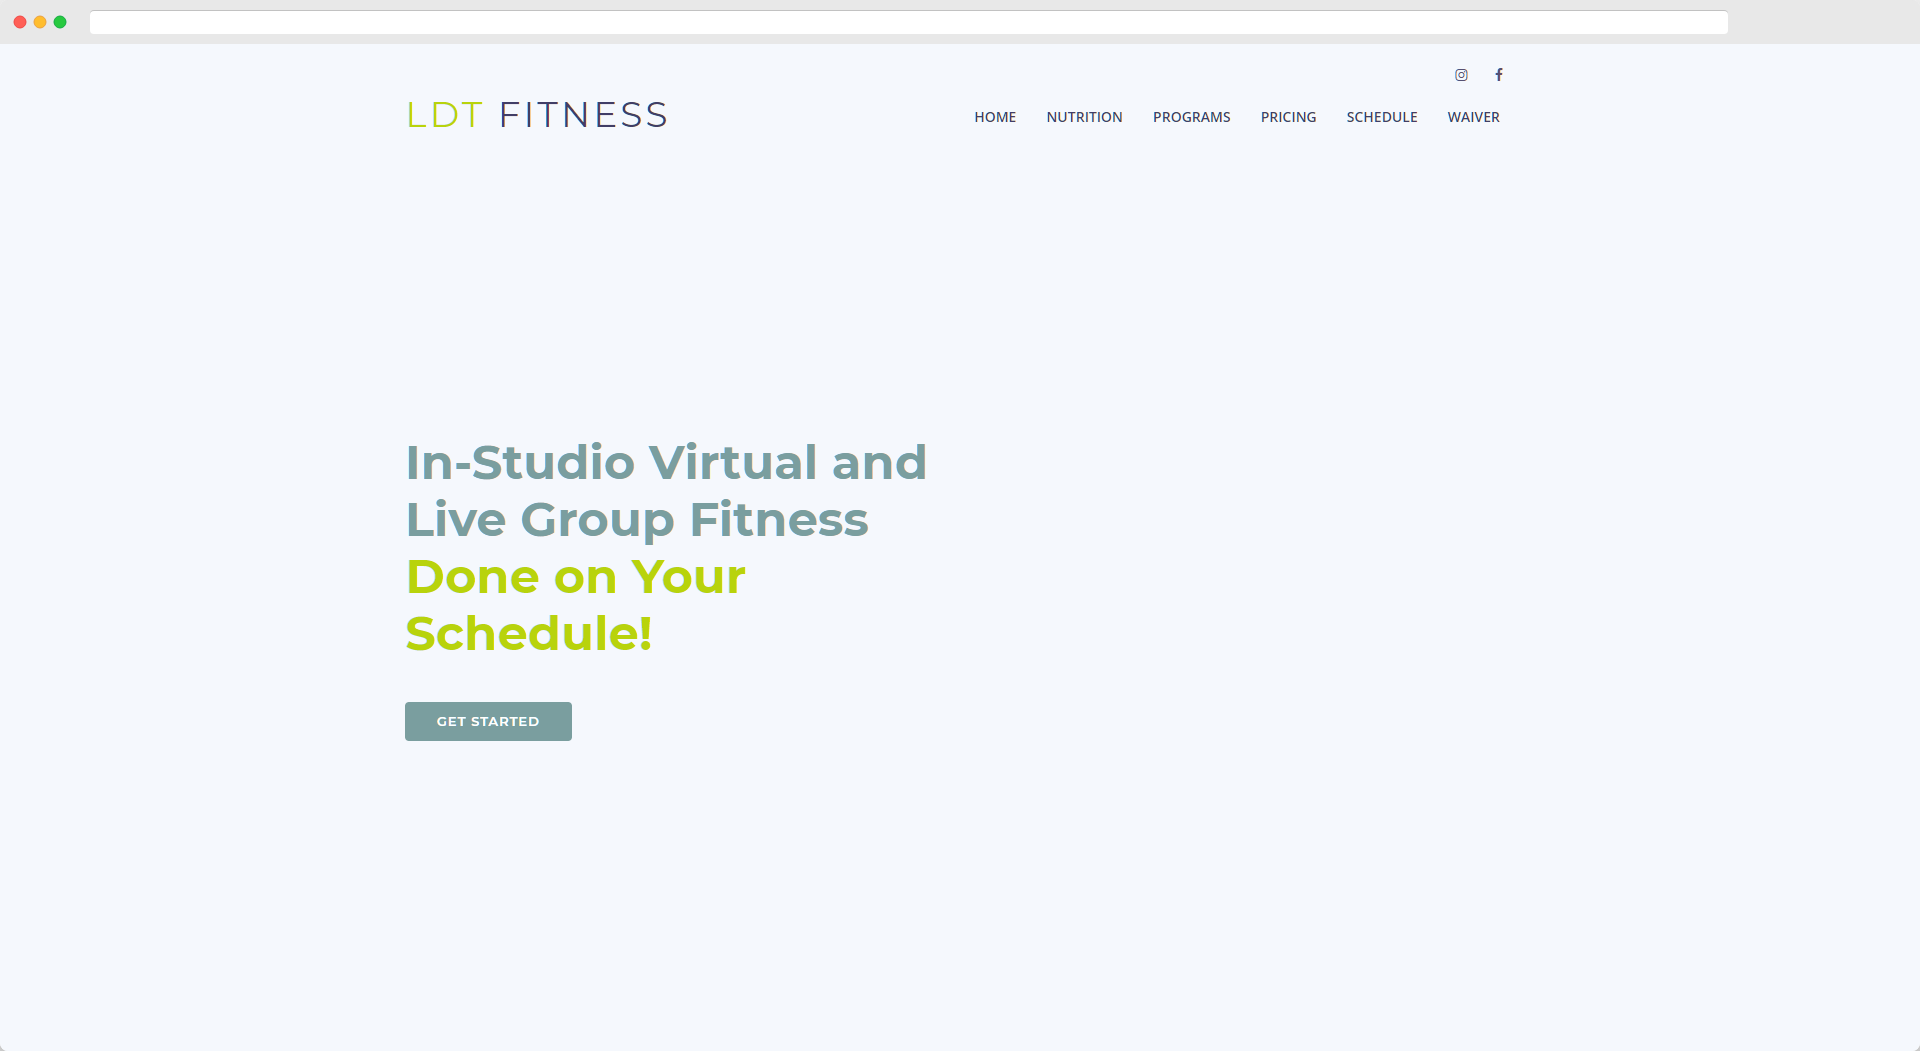 LDT FITNESS
HOME NUTRITION PROGRAMS PRICING SCHEDULE WAIVER
In-Studio Virtual and
Live Group Fitness
Done on Your
Schedule!
GET STARTED